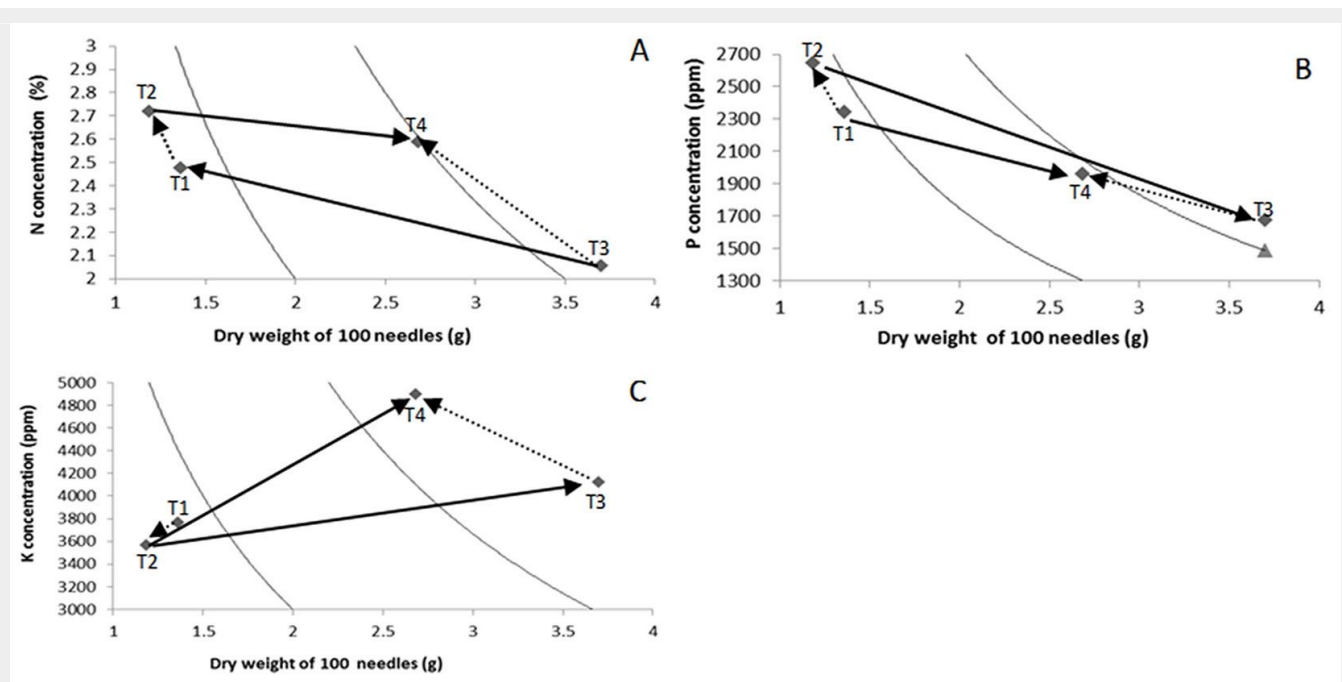 A
N concentration (%)
3
2.9
2.8
2.7
2.6
2.5
2.4
2.3
2.2
2.1
2
T2
T4
T1
T3
1 1.5 2 2.5 3 3.5 4
Dry weight of 100 needles (g)
B
P concentration (ppm)
2700
2500
2300
2100
1900
1700
1500
1300
T2
T1
T4
T3
1 1.5 2 2.5 3 3.5 4
Dry weight of 100 needles (g)
C
K concentration (ppm)
5000
4800
4600
4400
4200
4000
3800
3600
3400
3200
3000
T4
T3
T1
T2
1 1.5 2 2.5 3 3.5 4
Dry weight of 100 needles (g)